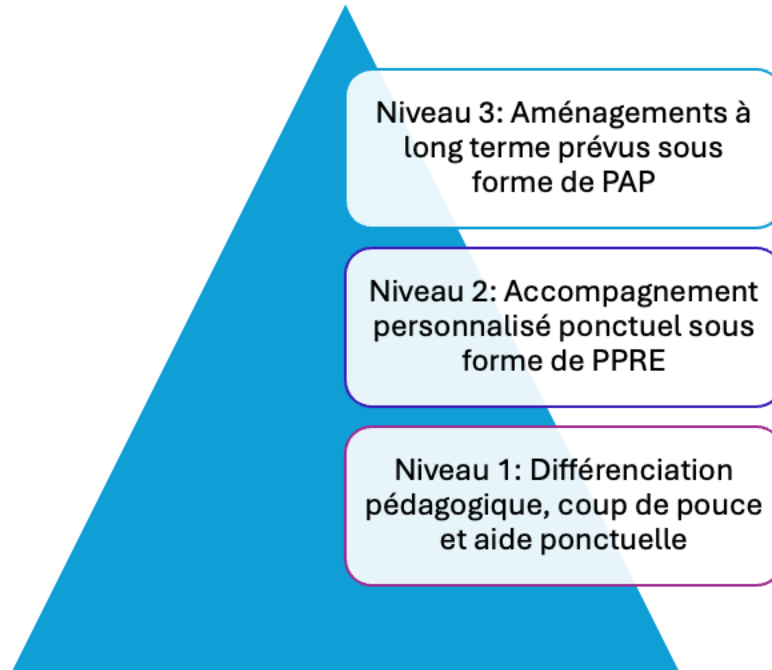 Niveau 3: Aménagements à
long terme prévus sous
forme de PAP
Niveau 2: Accompagnement
personnalisé ponctuel sous
forme de PPRE
Niveau 1: Différenciation
pédagogique, coup de pouce
et aide ponctuelle